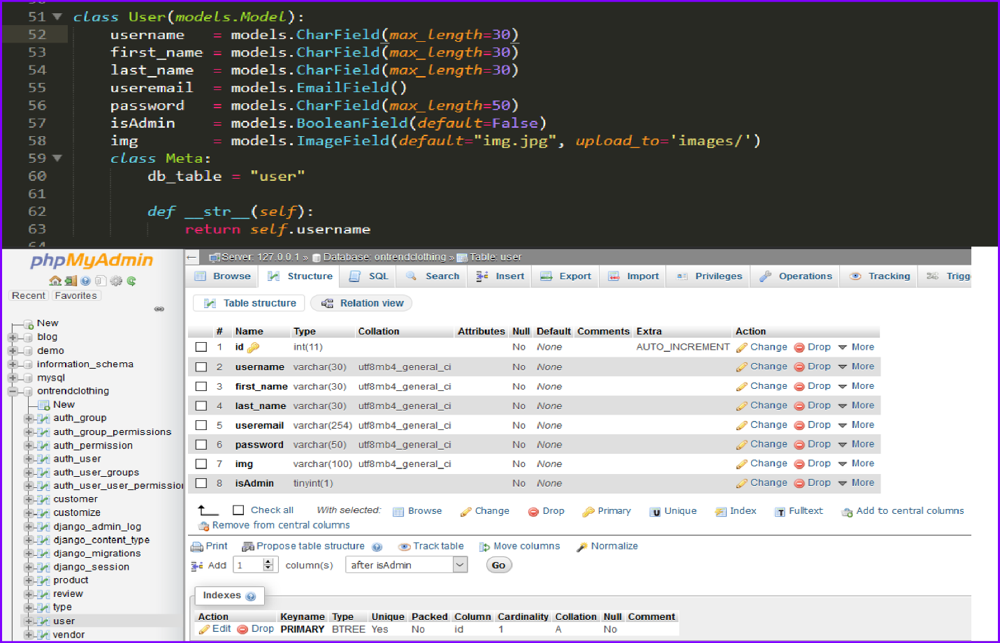 51 class User(models.Model):
52 username = models.CharField(max_length=30)
53 first_name = models.CharField(max_length=30)
54 last_name = models.CharField(max_length=30)
55 useremail = models.EmailField()
56 password = models.CharField(max_length=50)
57 isAdmin = models.BooleanField(default=False)
58 img = models.ImageField(default="img.jpg", upload_to='images/')
59 class Meta:
60 db_table = "user"
61
62 def __str__(self):
63 return self.username
phpMyAdmin
Recent Favorites
New
blog
demo
information_schema
mysql
ontrendclothing
New
auth_group
auth_group_permissions
auth_permission
auth_user
auth_user_groups
auth_user_user_permission
customer
customize
django_admin_log
django_content_type
django_migrations
django_session
product
review
type
user
vendor
Server: 127.0.0.1 » Database: ontrendclothing » Table: user
Browse Structure SQL Search Insert Export Import Privileges Operations Tracking Trigg
Table structure Relation view
# Name Type Collation Attributes Null Default Comments Extra Action
1 id int(11) No None AUTO_INCREMENT Change Drop More
2 username varchar(30) utf8mb4_general_ci No None Change Drop More
3 first_name varchar(30) utf8mb4_general_ci No None Change Drop More
4 last_name varchar(30) utf8mb4_general_ci No None Change Drop More
5 useremail varchar(254) utf8mb4_general_ci No None Change Drop More
6 password varchar(50) utf8mb4_general_ci No None Change Drop More
7 img varchar(100) utf8mb4_general_ci No None Change Drop More
8 isAdmin tinyint(1) No None Change Drop More
Check all With selected: Browse Change Drop Primary Unique Index Fulltext Add to central columns
Remove from central columns
Print Propose table structure Track table Move columns Normalize
Add 1 column(s) after isAdmin Go
Indexes
Action Keyname Type Unique Packed Column Cardinality Collation Null Comment
Edit Drop PRIMARY BTREE Yes No id 1 A No